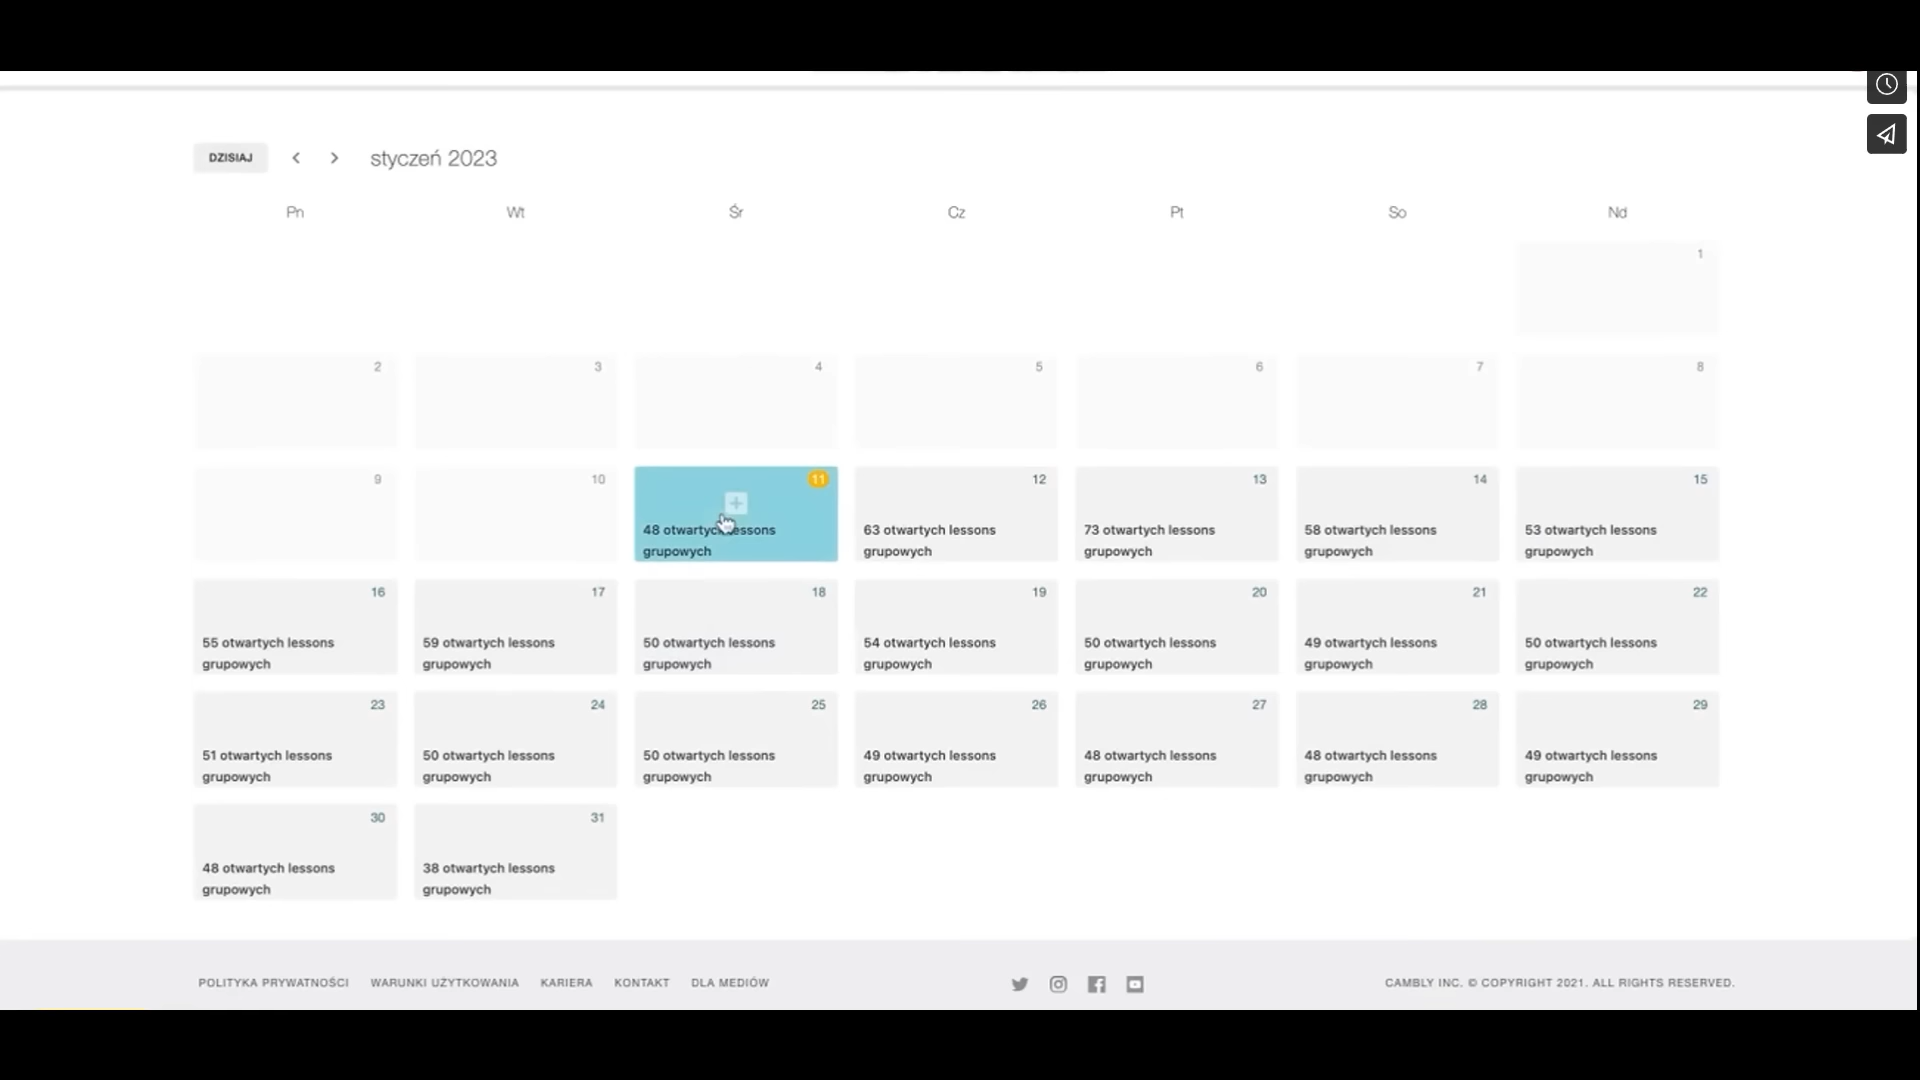 DZISIAJ
styczeń 2023
Pn Wt Śr Cz Pt So Nd
1
2 3 4 5 6 7 8
9 10 11 12 13 14 15
48 otwartych lessons 63 otwartych lessons 73 otwartych lessons 58 otwartych lessons 53 otwartych lessons
grupowych grupowych grupowych grupowych grupowych
16 17 18 19 20 21 22
55 otwartych lessons 59 otwartych lessons 50 otwartych lessons 54 otwartych lessons 50 otwartych lessons 49 otwartych lessons 50 otwartych lessons
grupowych grupowych grupowych grupowych grupowych grupowych grupowych
23 24 25 26 27 28 29
51 otwartych lessons 50 otwartych lessons 50 otwartych lessons 49 otwartych lessons 48 otwartych lessons 48 otwartych lessons 49 otwartych lessons
grupowych grupowych grupowych grupowych grupowych grupowych grupowych
30 31
48 otwartych lessons 38 otwartych lessons
grupowych grupowych
POLITYKA PRYWATNOŚCI WARUNKI UŻYTKOWANIA KARIERA KONTAKT DLA MEDIÓW CAMBLY INC. © COPYRIGHT 2021. ALL RIGHTS RESERVED.